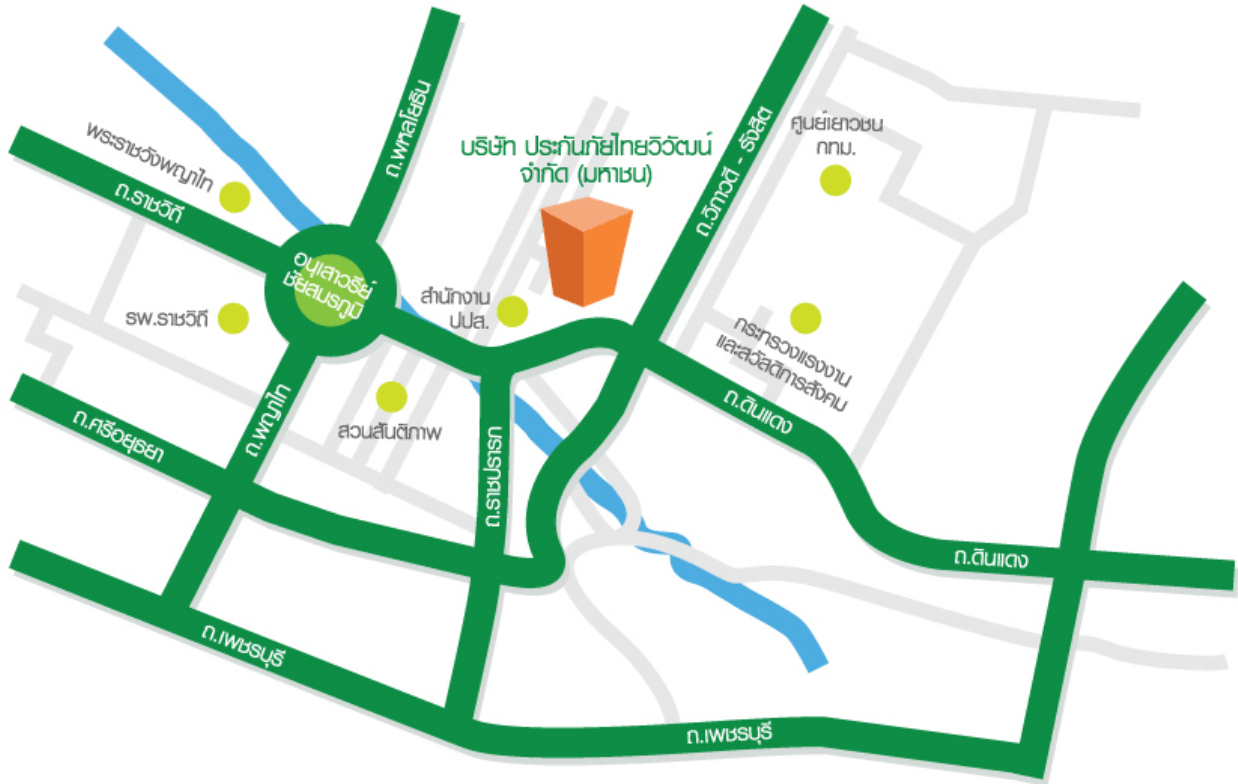 ถ.พหลโยธิน
พระราชวังพญาไท
ถ.ราชวิถี
บริษัท ประกันภัยไทยวิวัฒน์
จำกัด (มหาชน)
ถ.วิภาวดี - รังสิต
ศูนย์เยาวชน
กทม.
อนุเสาวรีย์
ชัยสมรภูมิ
สำนักงาน
ปปส.
รพ.ราชวิถี
กระทรวงแรงงาน
และสวัสดิการสังคม
สวนสันติภาพ
ถ.ดินแดง
ถ.ศรีอยุธยา
ถ.พญาไท
ถ.ราชปรารภ
ถ.ดินแดง
ถ.เพชรบุรี
ถ.เพชรบุรี